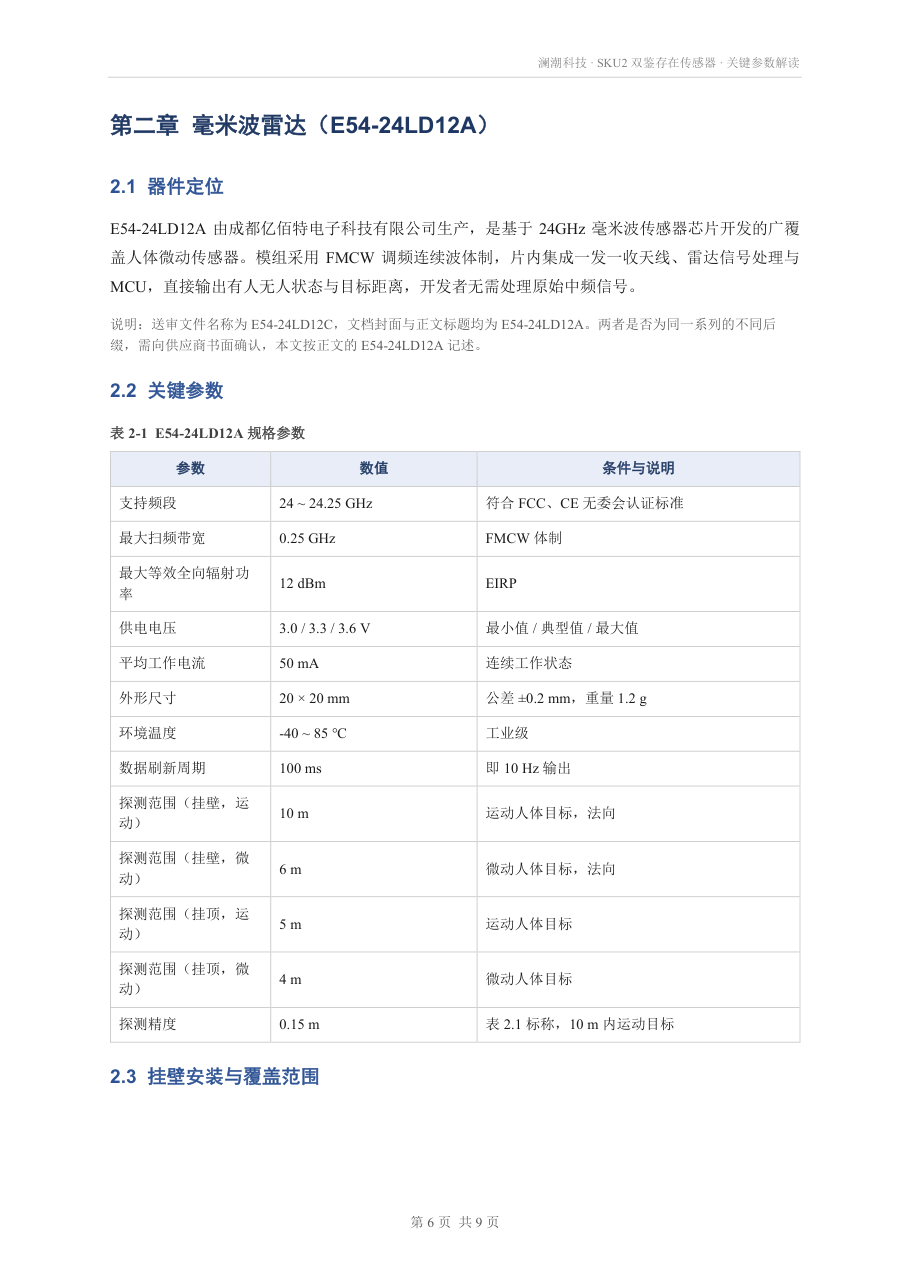 澜潮科技 · SKU2 双鉴存在传感器 · 关键参数解读
第二章 毫米波雷达（E54-24LD12A）
2.1 器件定位
E54-24LD12A 由成都亿佰特电子科技有限公司生产，是基于 24GHz 毫米波传感器芯片开发的广覆
盖人体微动传感器。模组采用 FMCW 调频连续波体制，片内集成一发一收天线、雷达信号处理与
MCU，直接输出有人无人状态与目标距离，开发者无需处理原始中频信号。
说明：送审文件名称为 E54-24LD12C，文档封面与正文标题均为 E54-24LD12A。两者是否为同一系列的不同后
缀，需向供应商书面确认，本文按正文的 E54-24LD12A 记述。
2.2 关键参数
表 2-1 E54-24LD12A 规格参数
参数 数值 条件与说明
支持频段 24 ~ 24.25 GHz 符合 FCC、CE 无委会认证标准
最大扫频带宽 0.25 GHz FMCW 体制
最大等效全向辐射功
率 12 dBm EIRP
供电电压 3.0 / 3.3 / 3.6 V 最小值 / 典型值 / 最大值
平均工作电流 50 mA 连续工作状态
外形尺寸 20 × 20 mm 公差 ±0.2 mm，重量 1.2 g
环境温度 -40 ~ 85 ℃ 工业级
数据刷新周期 100 ms 即 10 Hz 输出
探测范围（挂壁，运
动） 10 m 运动人体目标，法向
探测范围（挂壁，微
动） 6 m 微动人体目标，法向
探测范围（挂顶，运
动） 5 m 运动人体目标
探测范围（挂顶，微
动） 4 m 微动人体目标
探测精度 0.15 m 表 2.1 标称，10 m 内运动目标
2.3 挂壁安装与覆盖范围
第 6 页 共 9 页